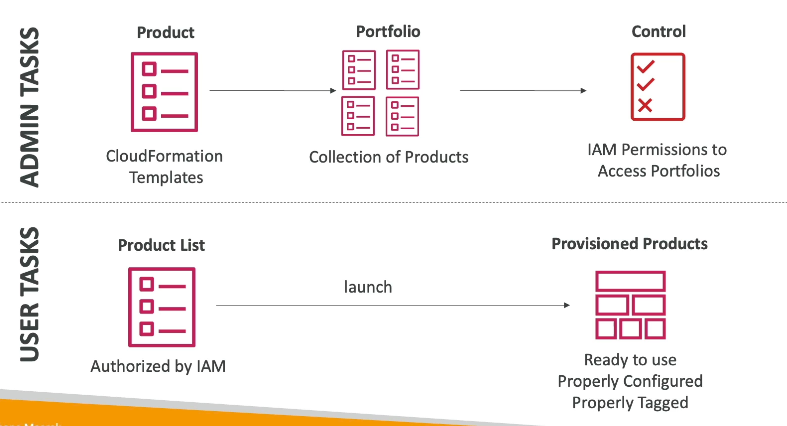 ADMIN TASKS
Product
Portfolio
Control
CloudFormation
Templates
Collection of Products
IAM Permissions to
Access Portfolios
USER TASKS
Product List
Provisioned Products
launch
Authorized by IAM
Ready to use
Properly Configured
Properly Tagged